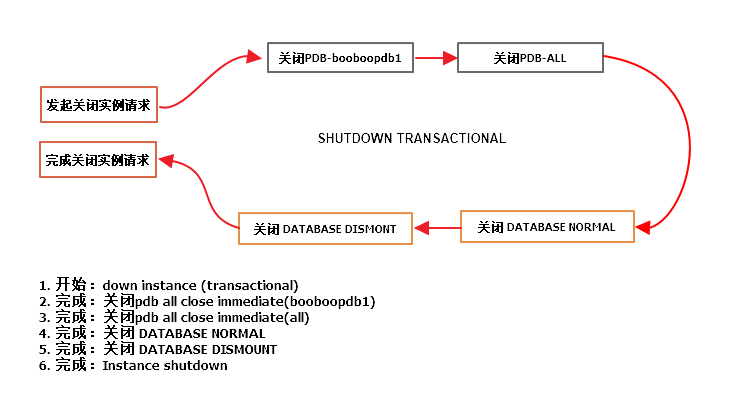 关闭PDB-booboopdb1
关闭PDB-ALL
发起关闭实例请求
SHUTDOWN TRANSACTIONAL
完成关闭实例请求
关闭 DATABASE DISMONT
关闭 DATABASE NORMAL
1. 开始：down instance (transactional)
2. 完成：关闭pdb all close immediate(booboopdb1)
3. 完成：关闭pdb all close immediate(all)
4. 完成：关闭 DATABASE NORMAL
5. 完成：关闭 DATABASE DISMOUNT
6. 完成：Instance shutdown